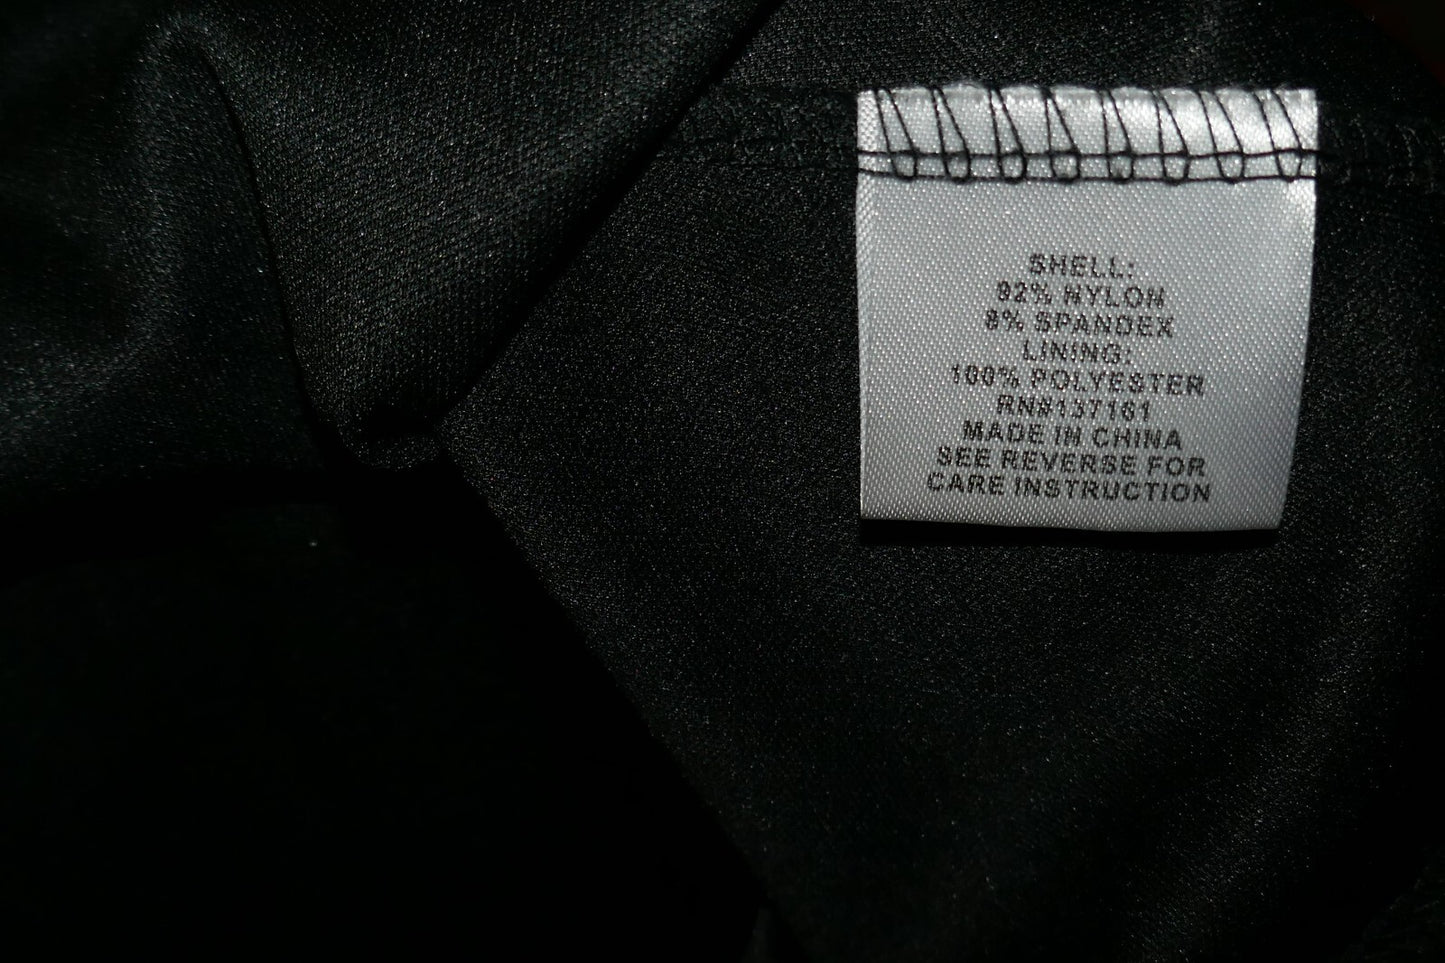 SHELL:
92% NYLON
8% SPANDEX
LINING:
100% POLYESTER
RN#137161
MADE IN CHINA
SEE REVERSE FOR
CARE INSTRUCTION